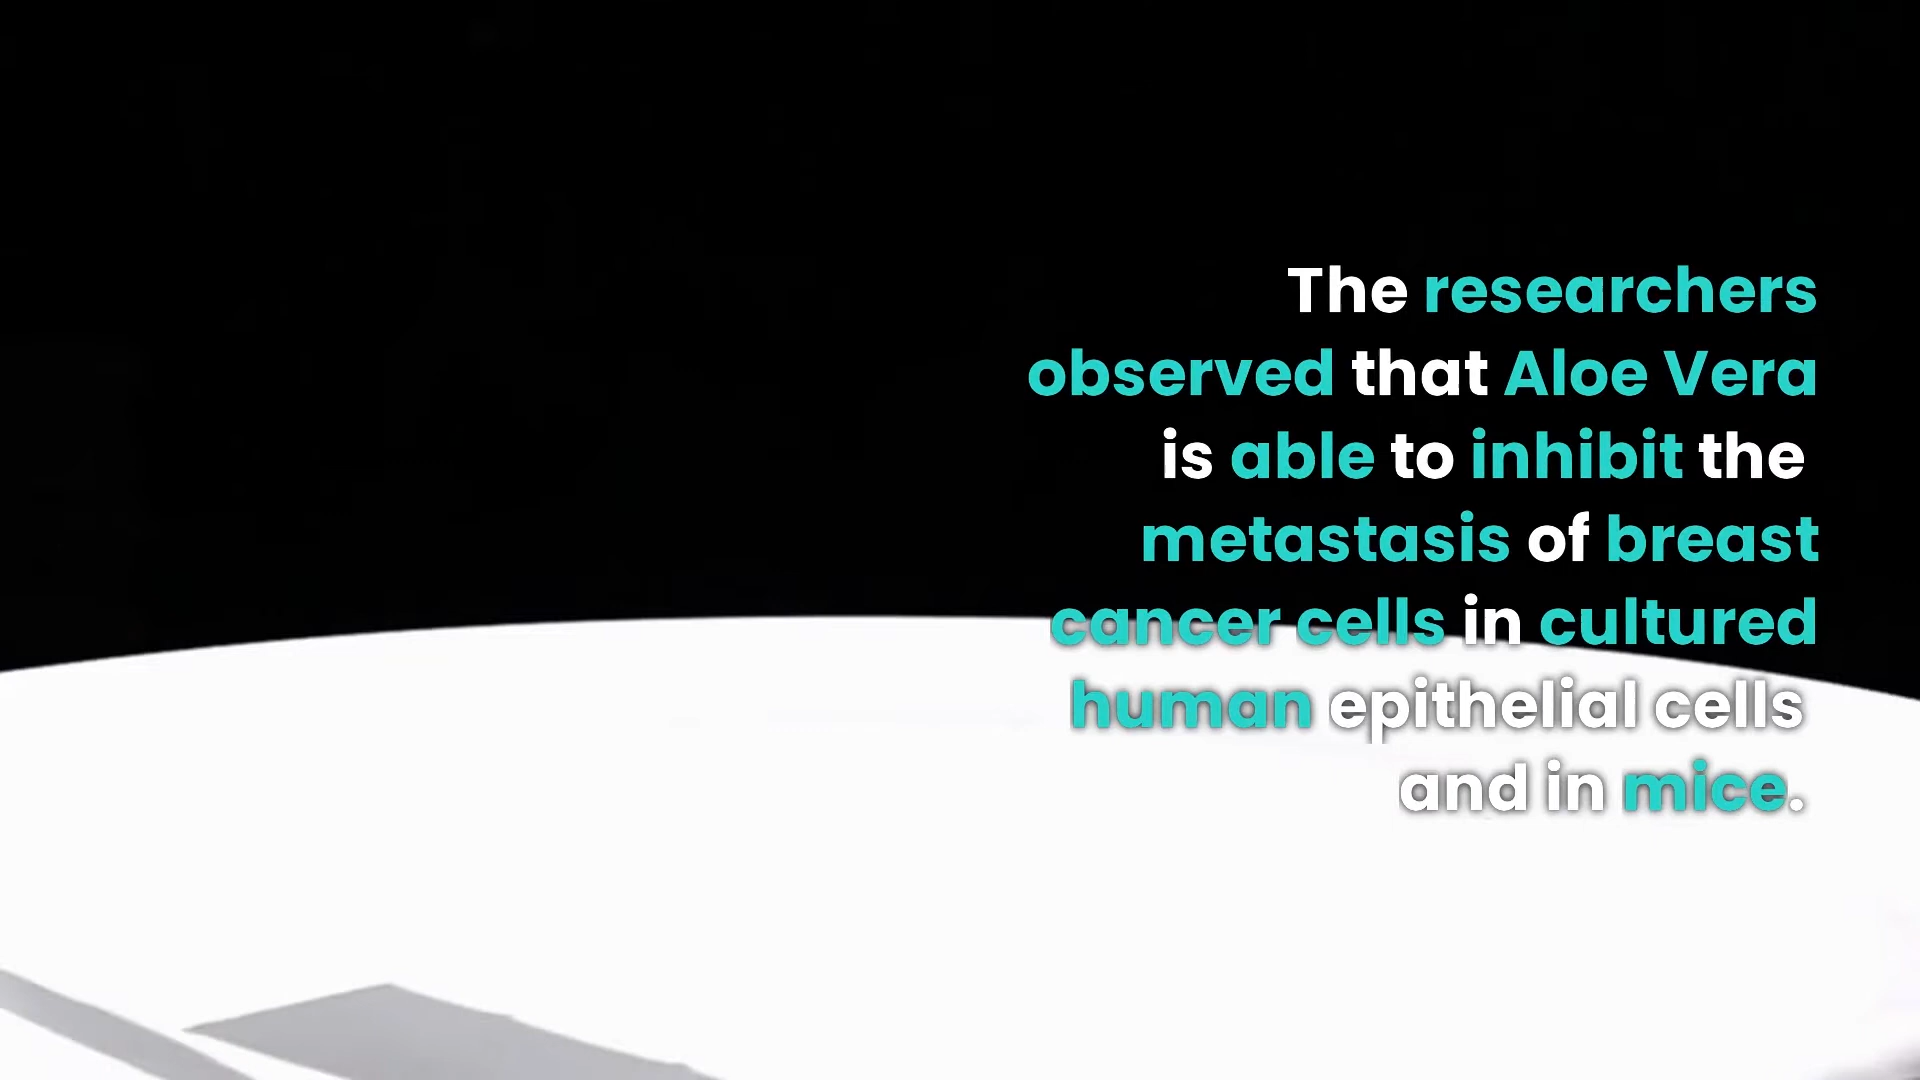 The researchers
observed that Aloe Vera
is able to inhibit the
metastasis of breast
cancer cells in cultured
human epithelial cells
and in mice.